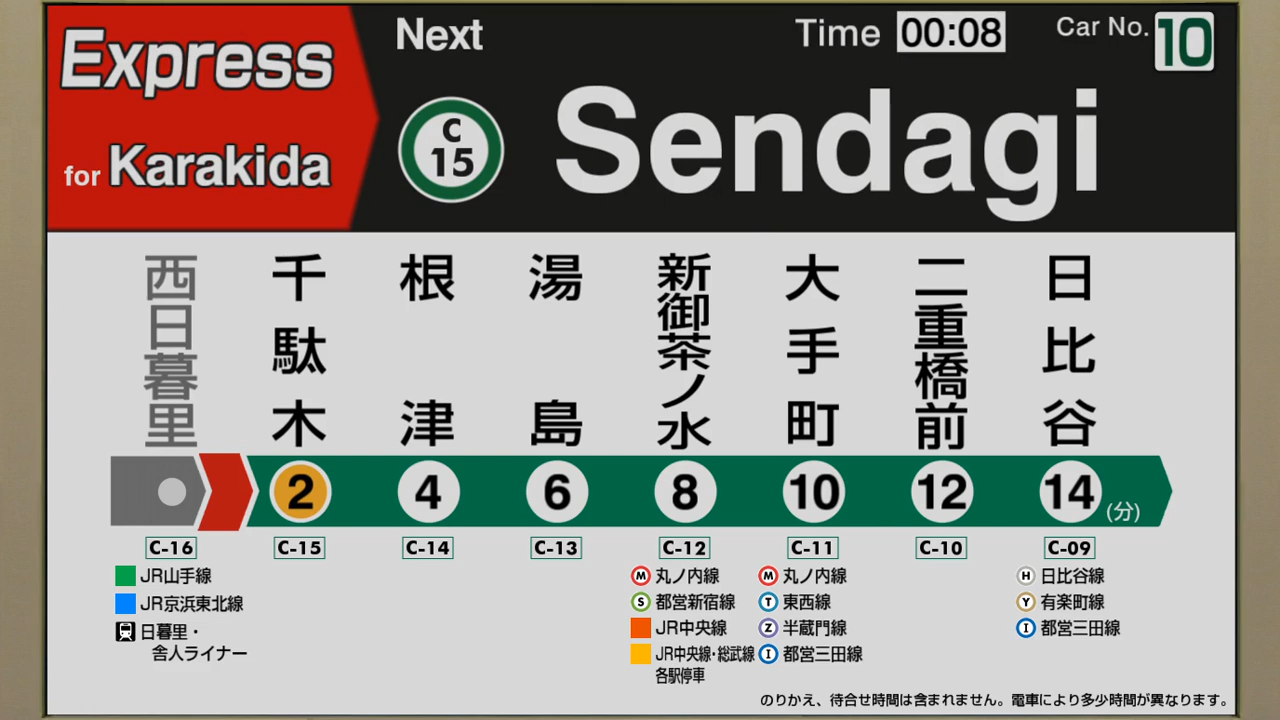 Express
for Karakida
Next
Time 00:08
Car No. 10
C
15
Sendagi
西日暮里
千駄木
根津
湯島
新御茶ノ水
大手町
二重橋前
日比谷
2 4 6 8 10 12 14 (分)
C-16 C-15 C-14 C-13 C-12 C-11 C-10 C-09
JR山手線
JR京浜東北線
日暮里・
舎人ライナー
M 丸ノ内線
S 都営新宿線
JR中央線
JR中央線・総武線
各駅停車
M 丸ノ内線
T 東西線
Z 半蔵門線
I 都営三田線
H 日比谷線
Y 有楽町線
I 都営三田線
のりかえ、待合せ時間は含まれません。電車により多少時間が異なります。